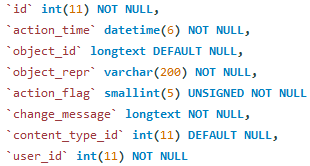 `id` int(11) NOT NULL,
`action_time` datetime(6) NOT NULL,
`object_id` longtext DEFAULT NULL,
`object_repr` varchar(200) NOT NULL,
`action_flag` smallint(5) UNSIGNED NOT NULL
`change_message` longtext NOT NULL,
`content_type_id` int(11) DEFAULT NULL,
`user_id` int(11) NOT NULL